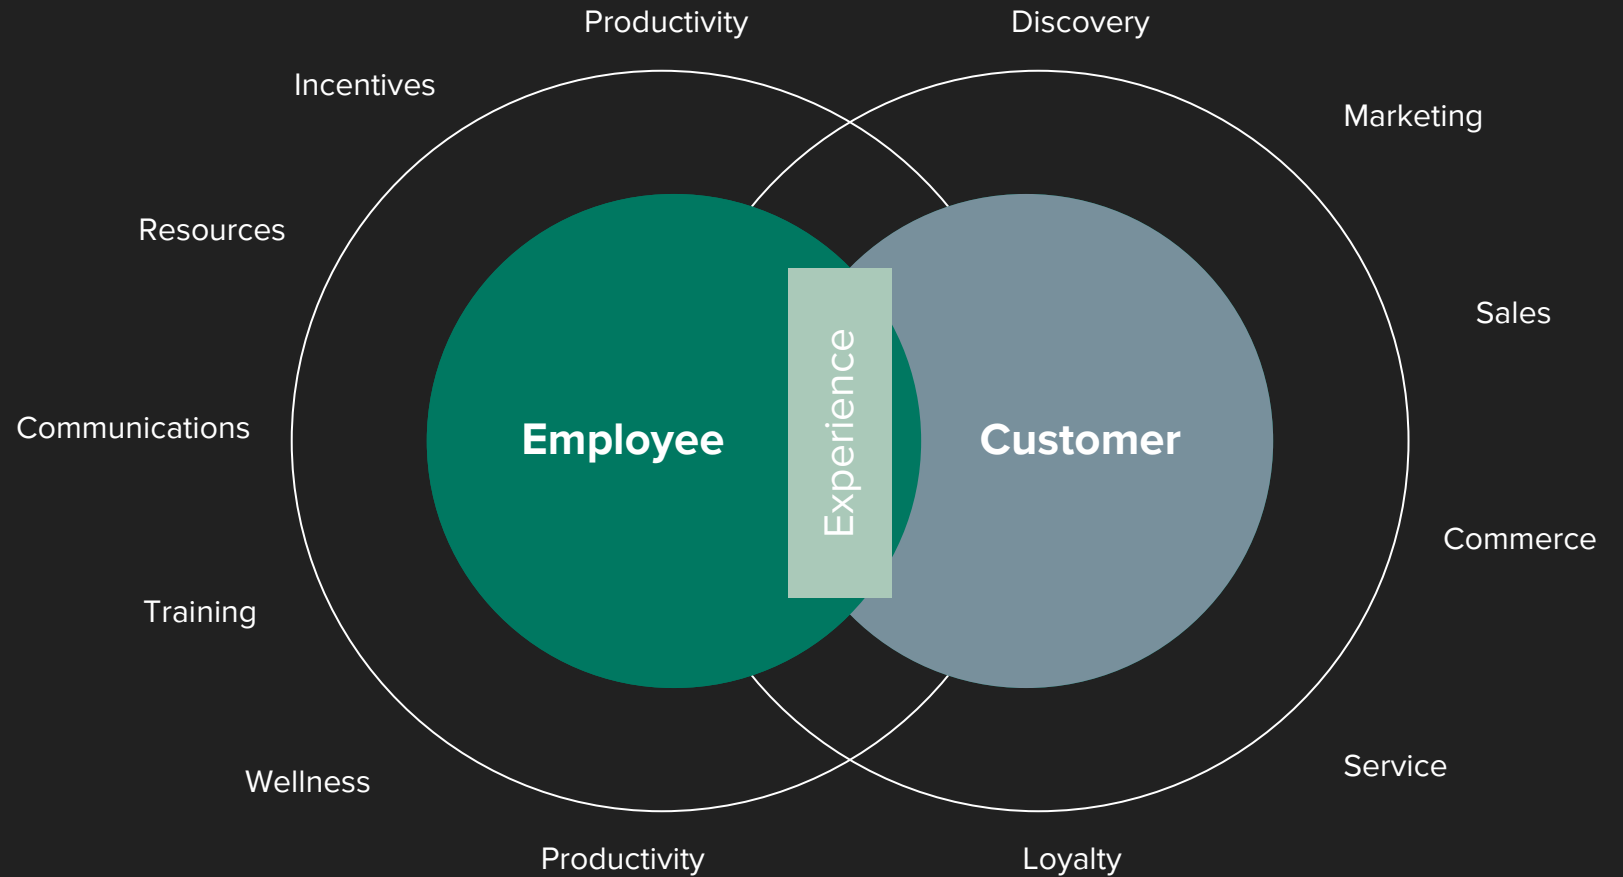 Productivity
Discovery
Incentives
Marketing
Resources
Sales
Communications
Employee
Experience
Customer
Commerce
Training
Service
Wellness
Productivity
Loyalty